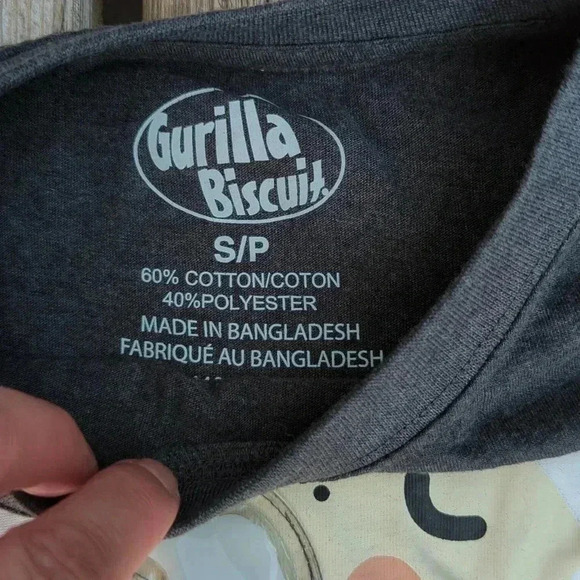 Gurilla
Biscuit.
S/P
60% COTTON/COTON
40%POLYESTER
MADE IN BANGLADESH
FABRIQUÉ AU BANGLADESH